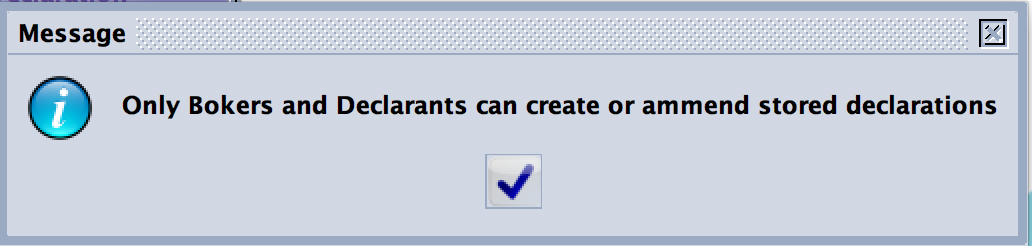 Message
Only Bokers and Declarants can create or ammend stored declarations